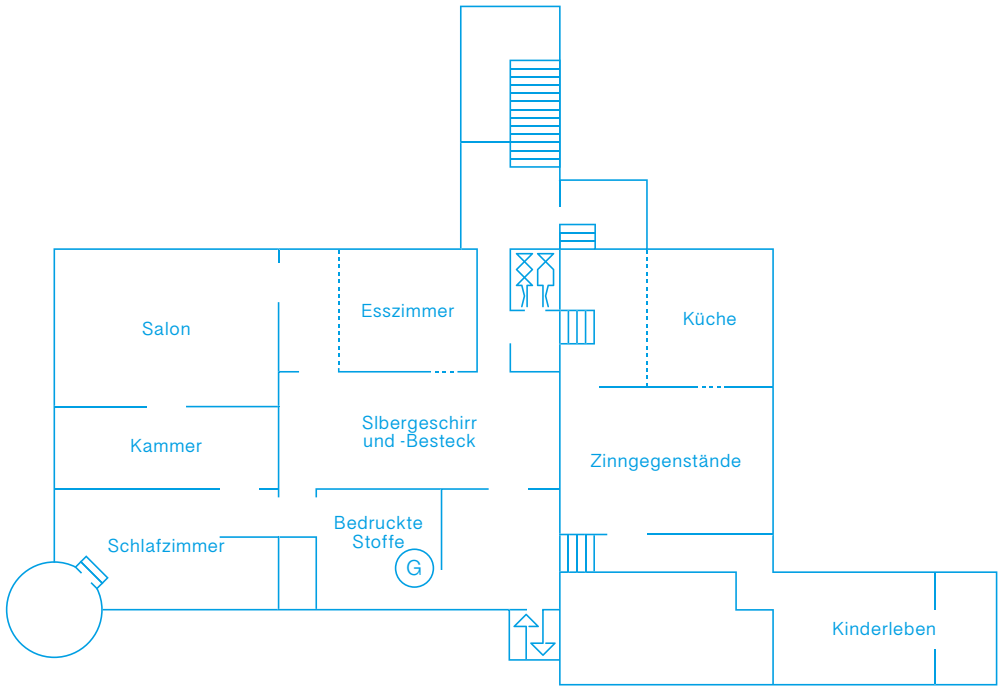 Esszimmer
Salon
Küche
Slbergeschirr
und -Besteck
Kammer
Zinngegenstände
Bedruckte
Stoffe
Schlafzimmer
G
Kinderleben